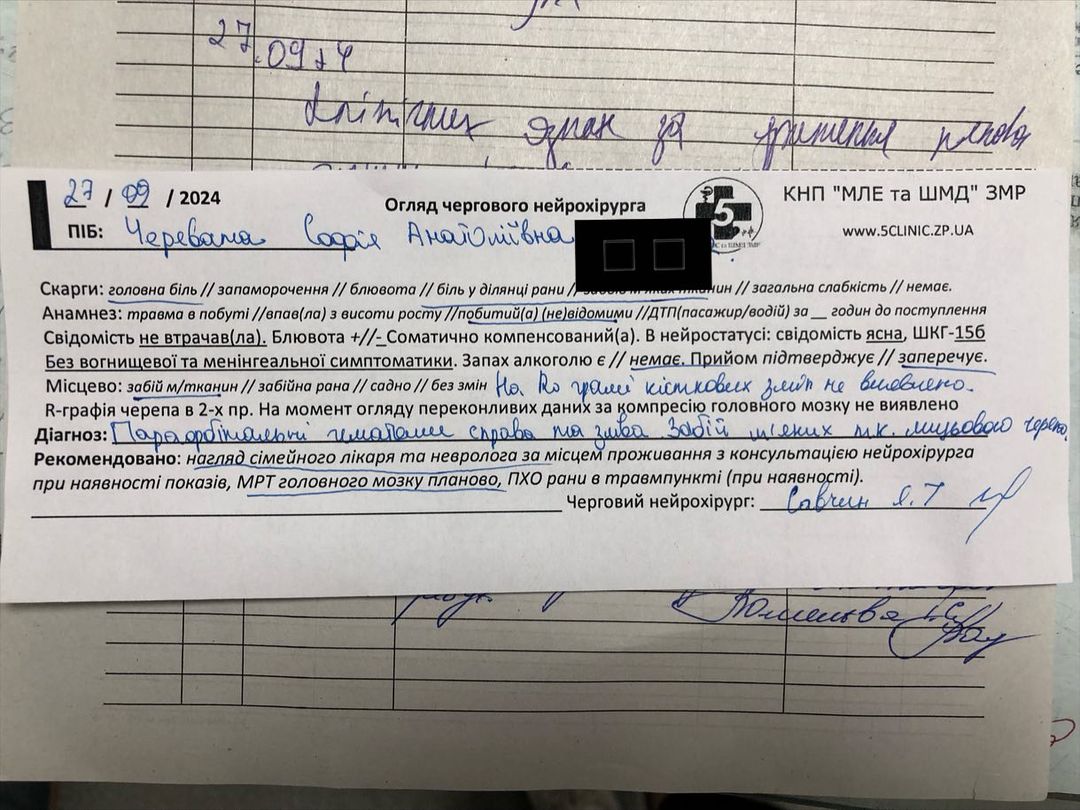 27.09.24
ознак за
27 / 09 / 2024
Огляд чергового нейрохірурга
КНП "МЛЕ та ШМД" ЗМР
5
www.5CLINIC.ZP.UA
ПІБ: Софія Анатоліївна
Скарги: головна біль // запаморочення // блювота // біль у ділянці рани // тканин // загальна слабкість // немає.
Анамнез: травма в побуті //впав(ла) з висоти росту //побитий(а) (не)відомими //ДТП(пасажир/водій) за __ годин до поступлення
Свідомість не втрачав(ла). Блювота +//- Соматично компенсований(а). В нейростатусі: свідомість ясна, ШКГ-15б
Без вогнищевої та менінгеальної симптоматики. Запах алкоголю є // немає. Прийом підтверджує // заперечує.
Місцево: забій м/тканин // забійна рана // садно // без змін На Ro грамі кісткових змін не виявлено.
R-графія черепа в 2-х пр. На момент огляду переконливих даних за компресію головного мозку не виявлено
Діагноз: Параорбітальні гематоми справа та зліва. Забій м'яких тк. лицьового черепа.
Рекомендовано: нагляд сімейного лікаря та невролога за місцем проживання з консультацією нейрохірурга
при наявності показів, МРТ головного мозку планово, ПХО рани в травмпункті (при наявності).
Черговий нейрохірург: Савчин